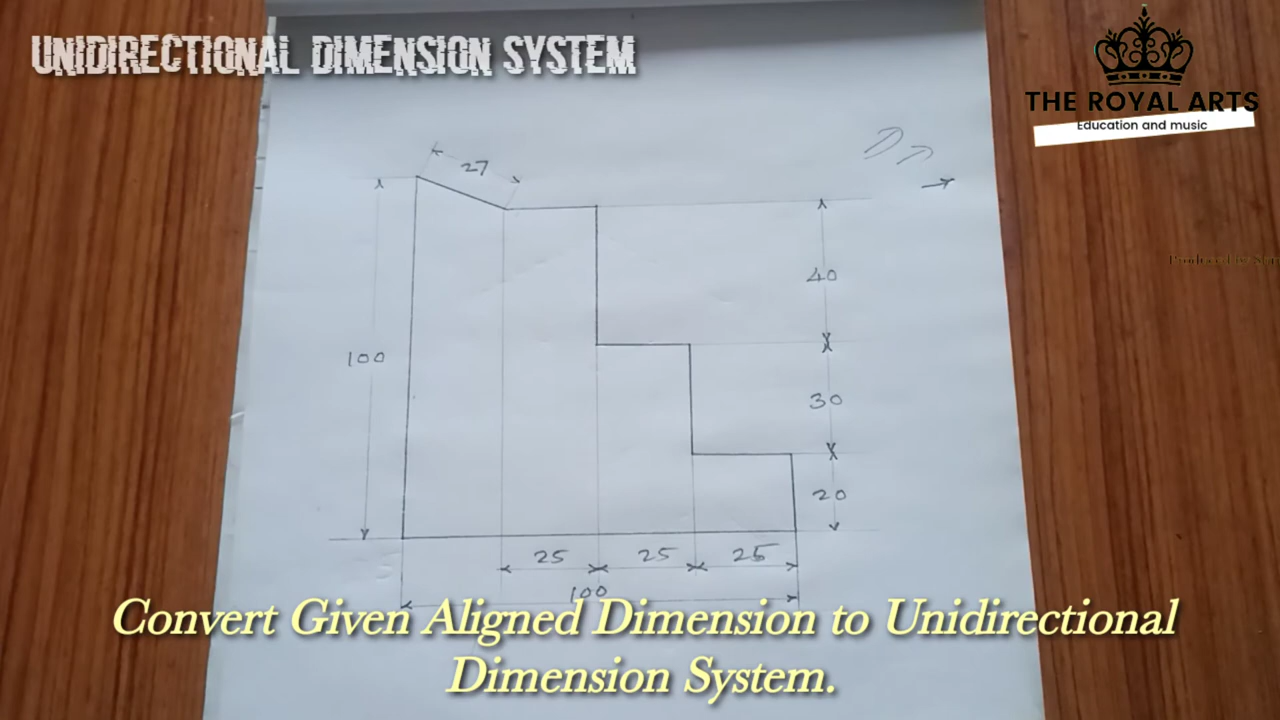 UNIDIRECTIONAL DIMENSION SYSTEM
THE ROYAL ARTS
Education and music
27
40
100
30
20
25 25 25
100
Convert Given Aligned Dimension to Unidirectional
Dimension System.